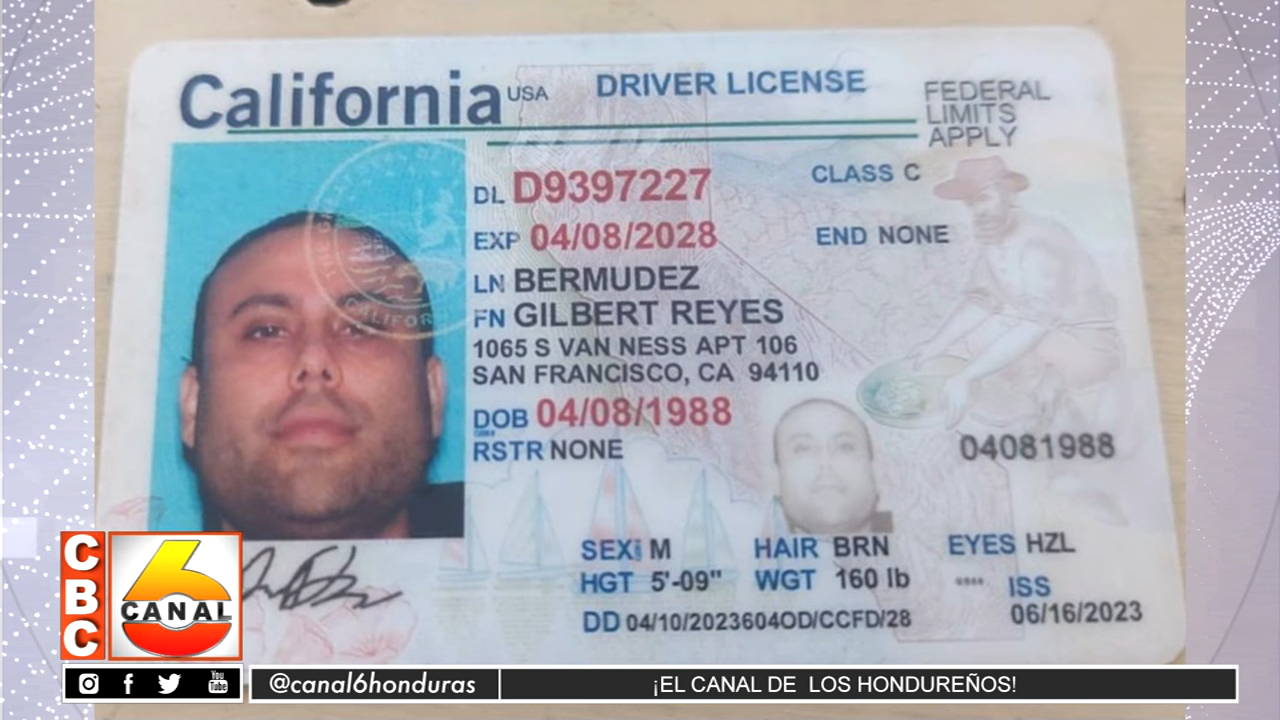 California USA DRIVER LICENSE
FEDERAL
LIMITS
APPLY
DL D9397227
CLASS C
EXP 04/08/2028
END NONE
LN BERMUDEZ
FN GILBERT REYES
1065 S VAN NESS APT 106
SAN FRANCISCO, CA 94110
DOB 04/08/1988
RSTR NONE
04081988
SEX M HAIR BRN EYES HZL
HGT 5'-09" WGT 160 lb
ISS
06/16/2023
DD 04/10/2023604OD/CCFD/28
CBC
6
CANAL
You
Tube
@canal6honduras
¡EL CANAL DE LOS HONDUREÑOS!